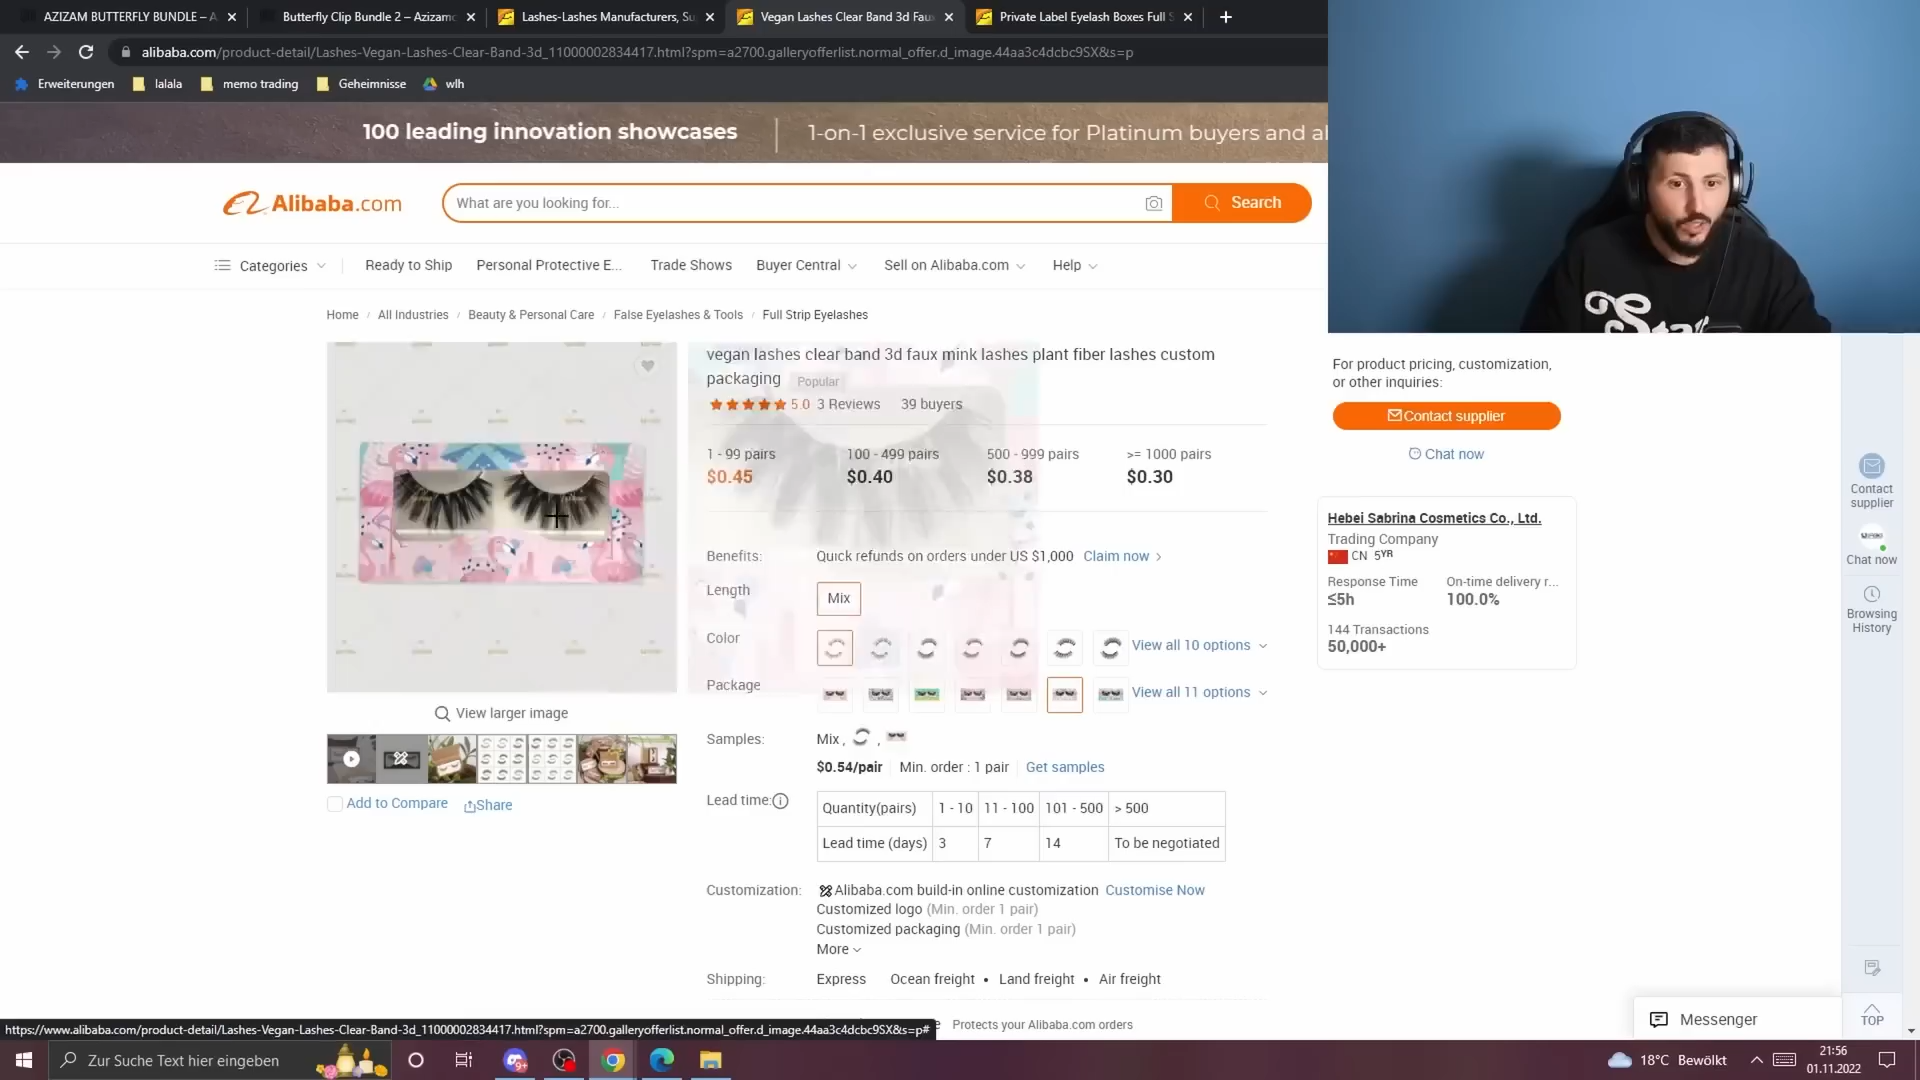 AZIZAM BUTTERFLY BUNDLE – A
Butterfly Clip Bundle 2 – Azizam
Lashes-Lashes Manufacturers, Su
Vegan Lashes Clear Band 3d Faux
Private Label Eyelash Boxes Full S
alibaba.com/product-detail/Lashes-Vegan-Lashes-Clear-Band-3d_11000002834417.html?spm=a2700.galleryofferlist.normal_offer.d_image.44aa3c4dcbc9SX&s=p
Erweiterungen
lalala
memo trading
Geheimnisse
wlh
100 leading innovation showcases
1-on-1 exclusive service for Platinum buyers and al
Alibaba.com
What are you looking for...
Search
Categories
Ready to Ship
Personal Protective E...
Trade Shows
Buyer Central
Sell on Alibaba.com
Help
Home / All Industries / Beauty & Personal Care / False Eyelashes & Tools / Full Strip Eyelashes
vegan lashes clear band 3d faux mink lashes plant fiber lashes custom
packaging Popular
5.0 3 Reviews 39 buyers
1 - 99 pairs 100 - 499 pairs 500 - 999 pairs >= 1000 pairs
$0.45 $0.40 $0.38 $0.30
Benefits: Quick refunds on orders under US $1,000 Claim now >
Length Mix
Color View all 10 options
Package View all 11 options
View larger image
Add to Compare Share
Samples: Mix , ,
$0.54/pair Min. order : 1 pair Get samples
Lead time:
Quantity(pairs) 1 - 10 11 - 100 101 - 500 > 500
Lead time (days) 3 7 14 To be negotiated
Customization: Alibaba.com build-in online customization Customise Now
Customized logo (Min. order 1 pair)
Customized packaging (Min. order 1 pair)
More
Shipping: Express Ocean freight • Land freight • Air freight
Protects your Alibaba.com orders
For product pricing, customization,
or other inquiries:
Contact supplier
Chat now
Hebei Sabrina Cosmetics Co., Ltd.
Trading Company
CN 5YR
Response Time On-time delivery r...
≤5h 100.0%
144 Transactions
50,000+
Contact
supplier
Chat now
Browsing
History
TOP
Messenger
https://www.alibaba.com/product-detail/Lashes-Vegan-Lashes-Clear-Band-3d_11000002834417.html?spm=a2700.galleryofferlist.normal_offer.d_image.44aa3c4dcbc9SX&s=p#
Zur Suche Text hier eingeben
9+
18°C Bewölkt
21:56
01.11.2022